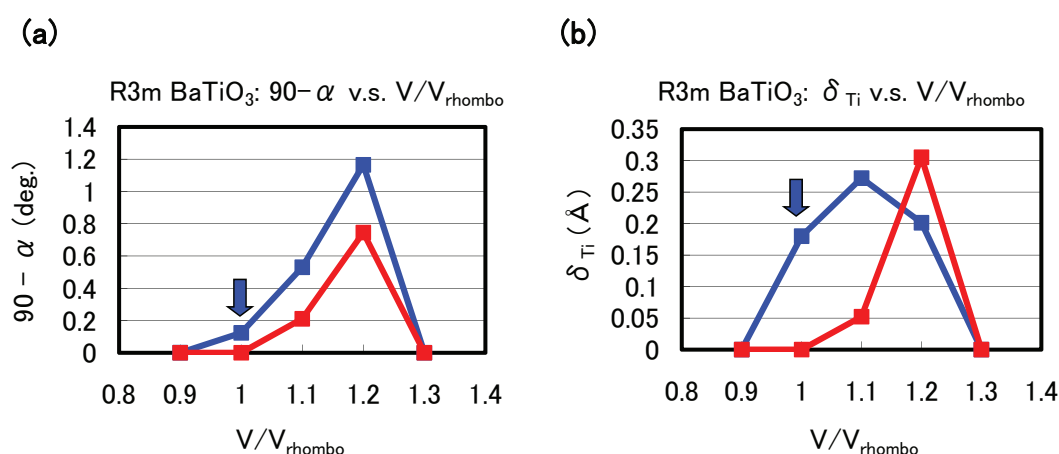 (a)
R3m BaTiO3: 90-α v.s. V/Vrhombo
90-α (deg.)
1.4
1.2
1
0.8
0.6
0.4
0.2
0
0.8 0.9 1 1.1 1.2 1.3 1.4
V/Vrhombo
(b)
R3m BaTiO3: δTi v.s. V/Vrhombo
δTi (Å)
0.35
0.3
0.25
0.2
0.15
0.1
0.05
0
0.8 0.9 1 1.1 1.2 1.3 1.4
V/Vrhombo